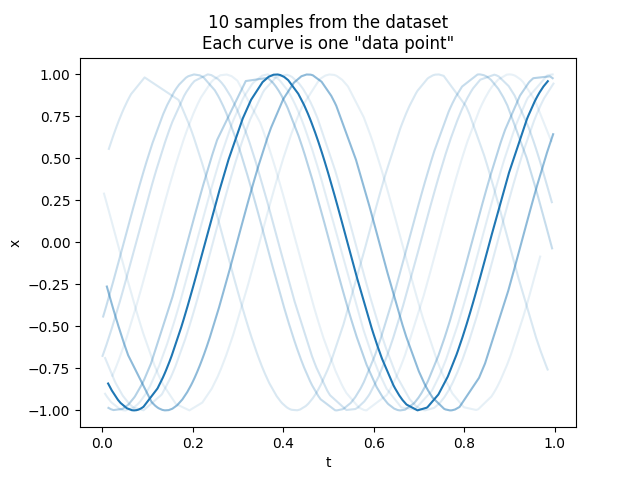 10 samples from the dataset
Each curve is one "data point"
1.00
0.75
0.50
0.25
0.00
−0.25
−0.50
−0.75
−1.00
x
0.0 0.2 0.4 0.6 0.8 1.0
t